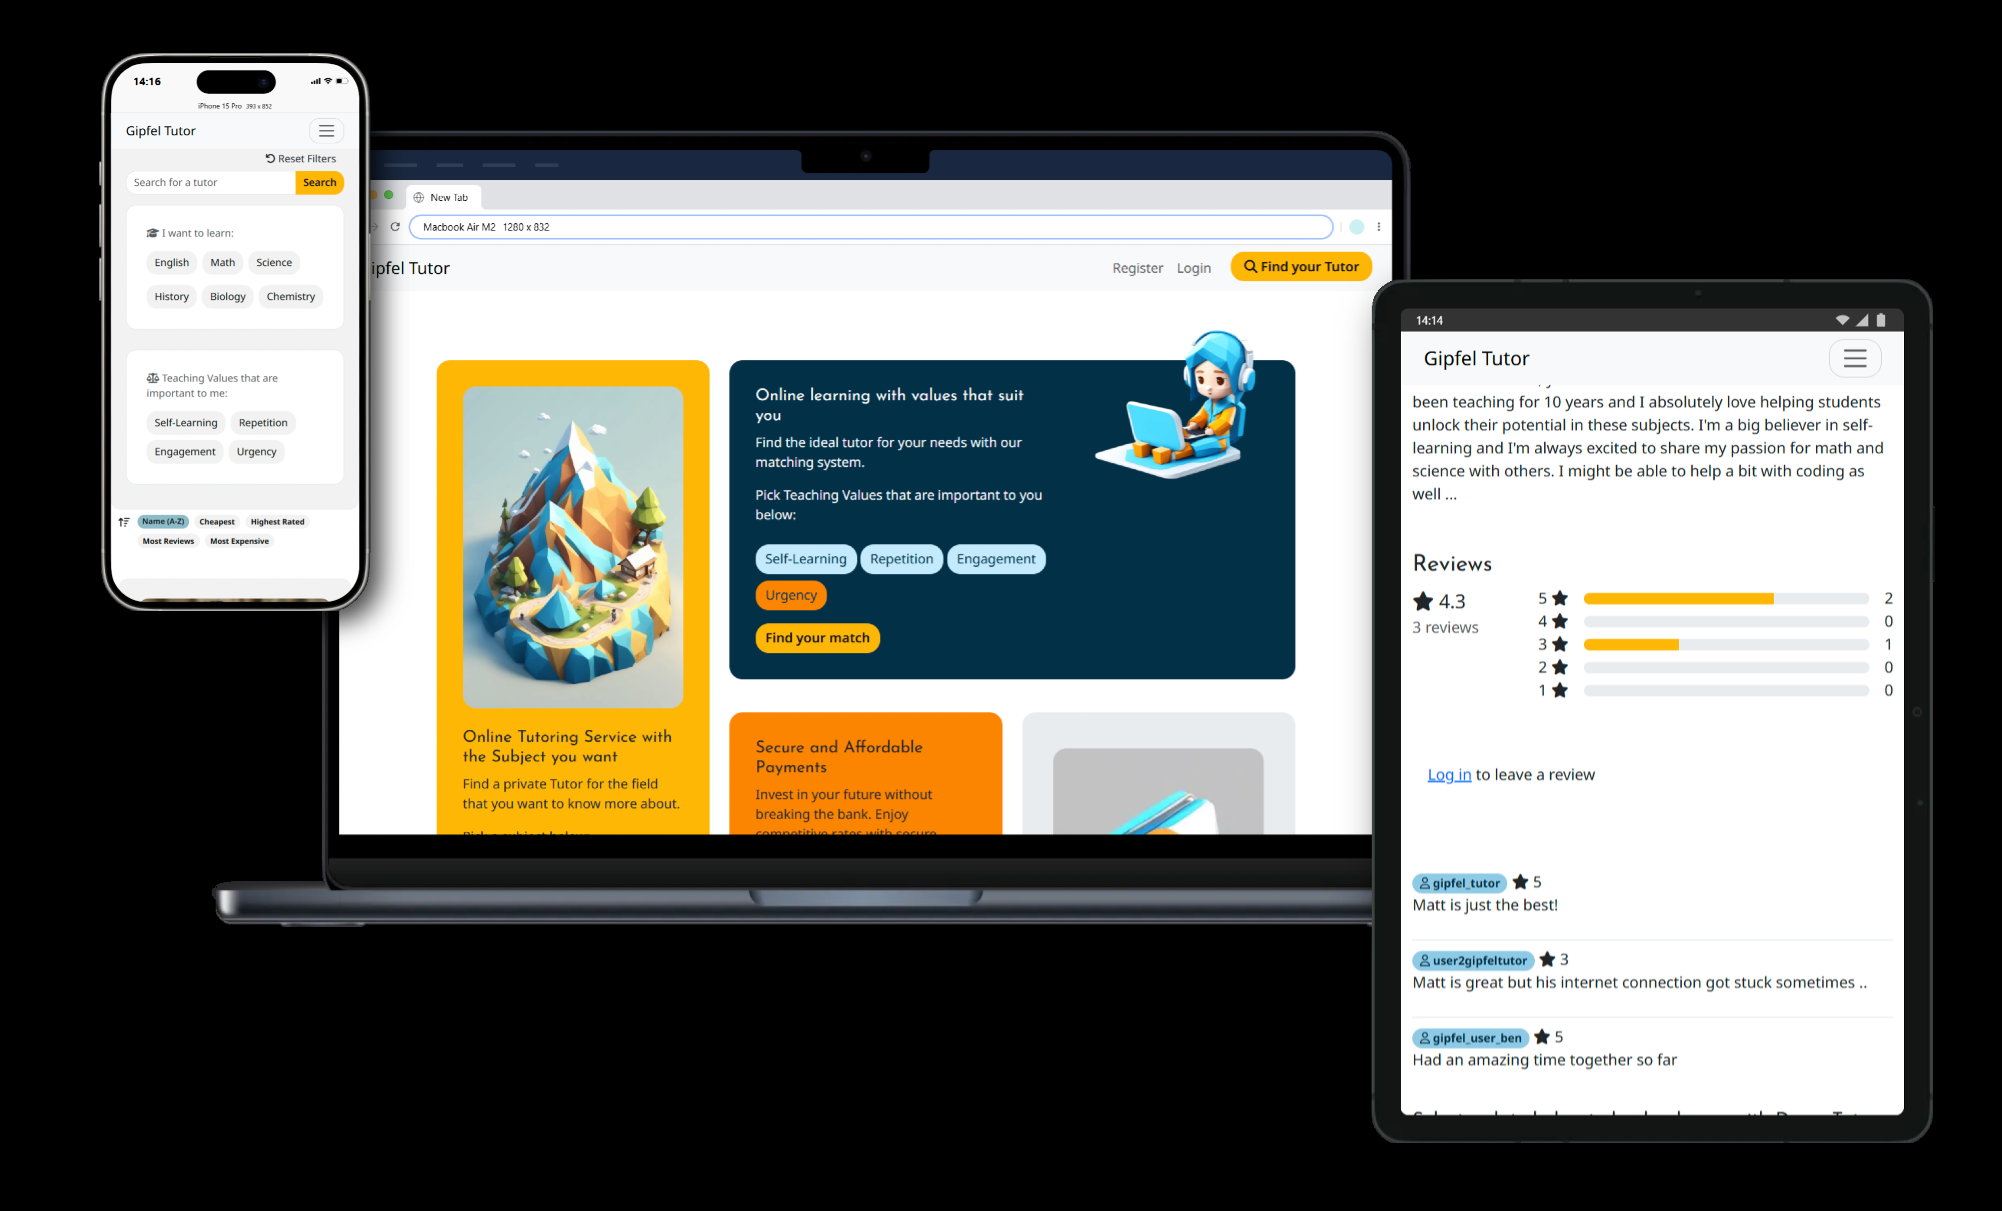 14:16
iPhone 15 Pro 393 x 852
Gipfel Tutor
Reset Filters
Search for a tutor
Search
I want to learn:
English Math Science
History Biology Chemistry
Teaching Values that are
important to me:
Self-Learning Repetition
Engagement Urgency
Name (A-Z) Cheapest Highest Rated
Most Reviews Most Expensive
New Tab
Macbook Air M2 1280 x 832
ipfel Tutor
Register Login Find your Tutor
Online Tutoring Service with
the Subject you want
Find a private Tutor for the field
that you want to know more about.
Online learning with values that suit
you
Find the ideal tutor for your needs with our
matching system.
Pick Teaching Values that are important to you
below:
Self-Learning Repetition Engagement
Urgency
Find your match
Secure and Affordable
Payments
Invest in your future without
breaking the bank. Enjoy
competitive rates with secure
14:14
Gipfel Tutor
been teaching for 10 years and I absolutely love helping students
unlock their potential in these subjects. I'm a big believer in self-
learning and I'm always excited to share my passion for math and
science with others. I might be able to help a bit with coding as
well ...
Reviews
4.3
3 reviews
5 2
4 0
3 1
2 0
1 0
Log in to leave a review
gipfel_tutor 5
Matt is just the best!
user2gipfeltutor 3
Matt is great but his internet connection got stuck sometimes ..
gipfel_user_ben 5
Had an amazing time together so far